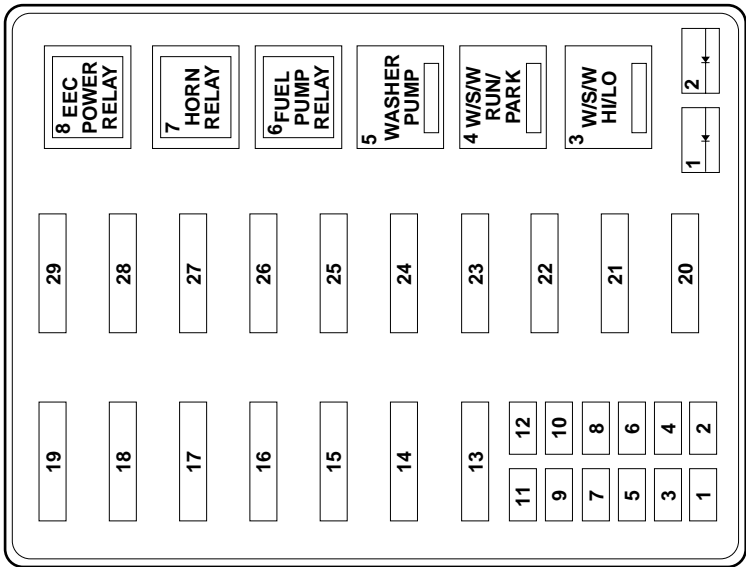 8 EEC
POWER
RELAY
7
HORN
RELAY
6 FUEL
PUMP
RELAY
5
WASHER
PUMP
4 W/S/W
RUN/
PARK
3
W/S/W
HI/LO
2
1
29
28
27
26
25
24
23
22
21
20
19
18
17
16
15
14
13
12
10
8
6
4
2
11
9
7
5
3
1